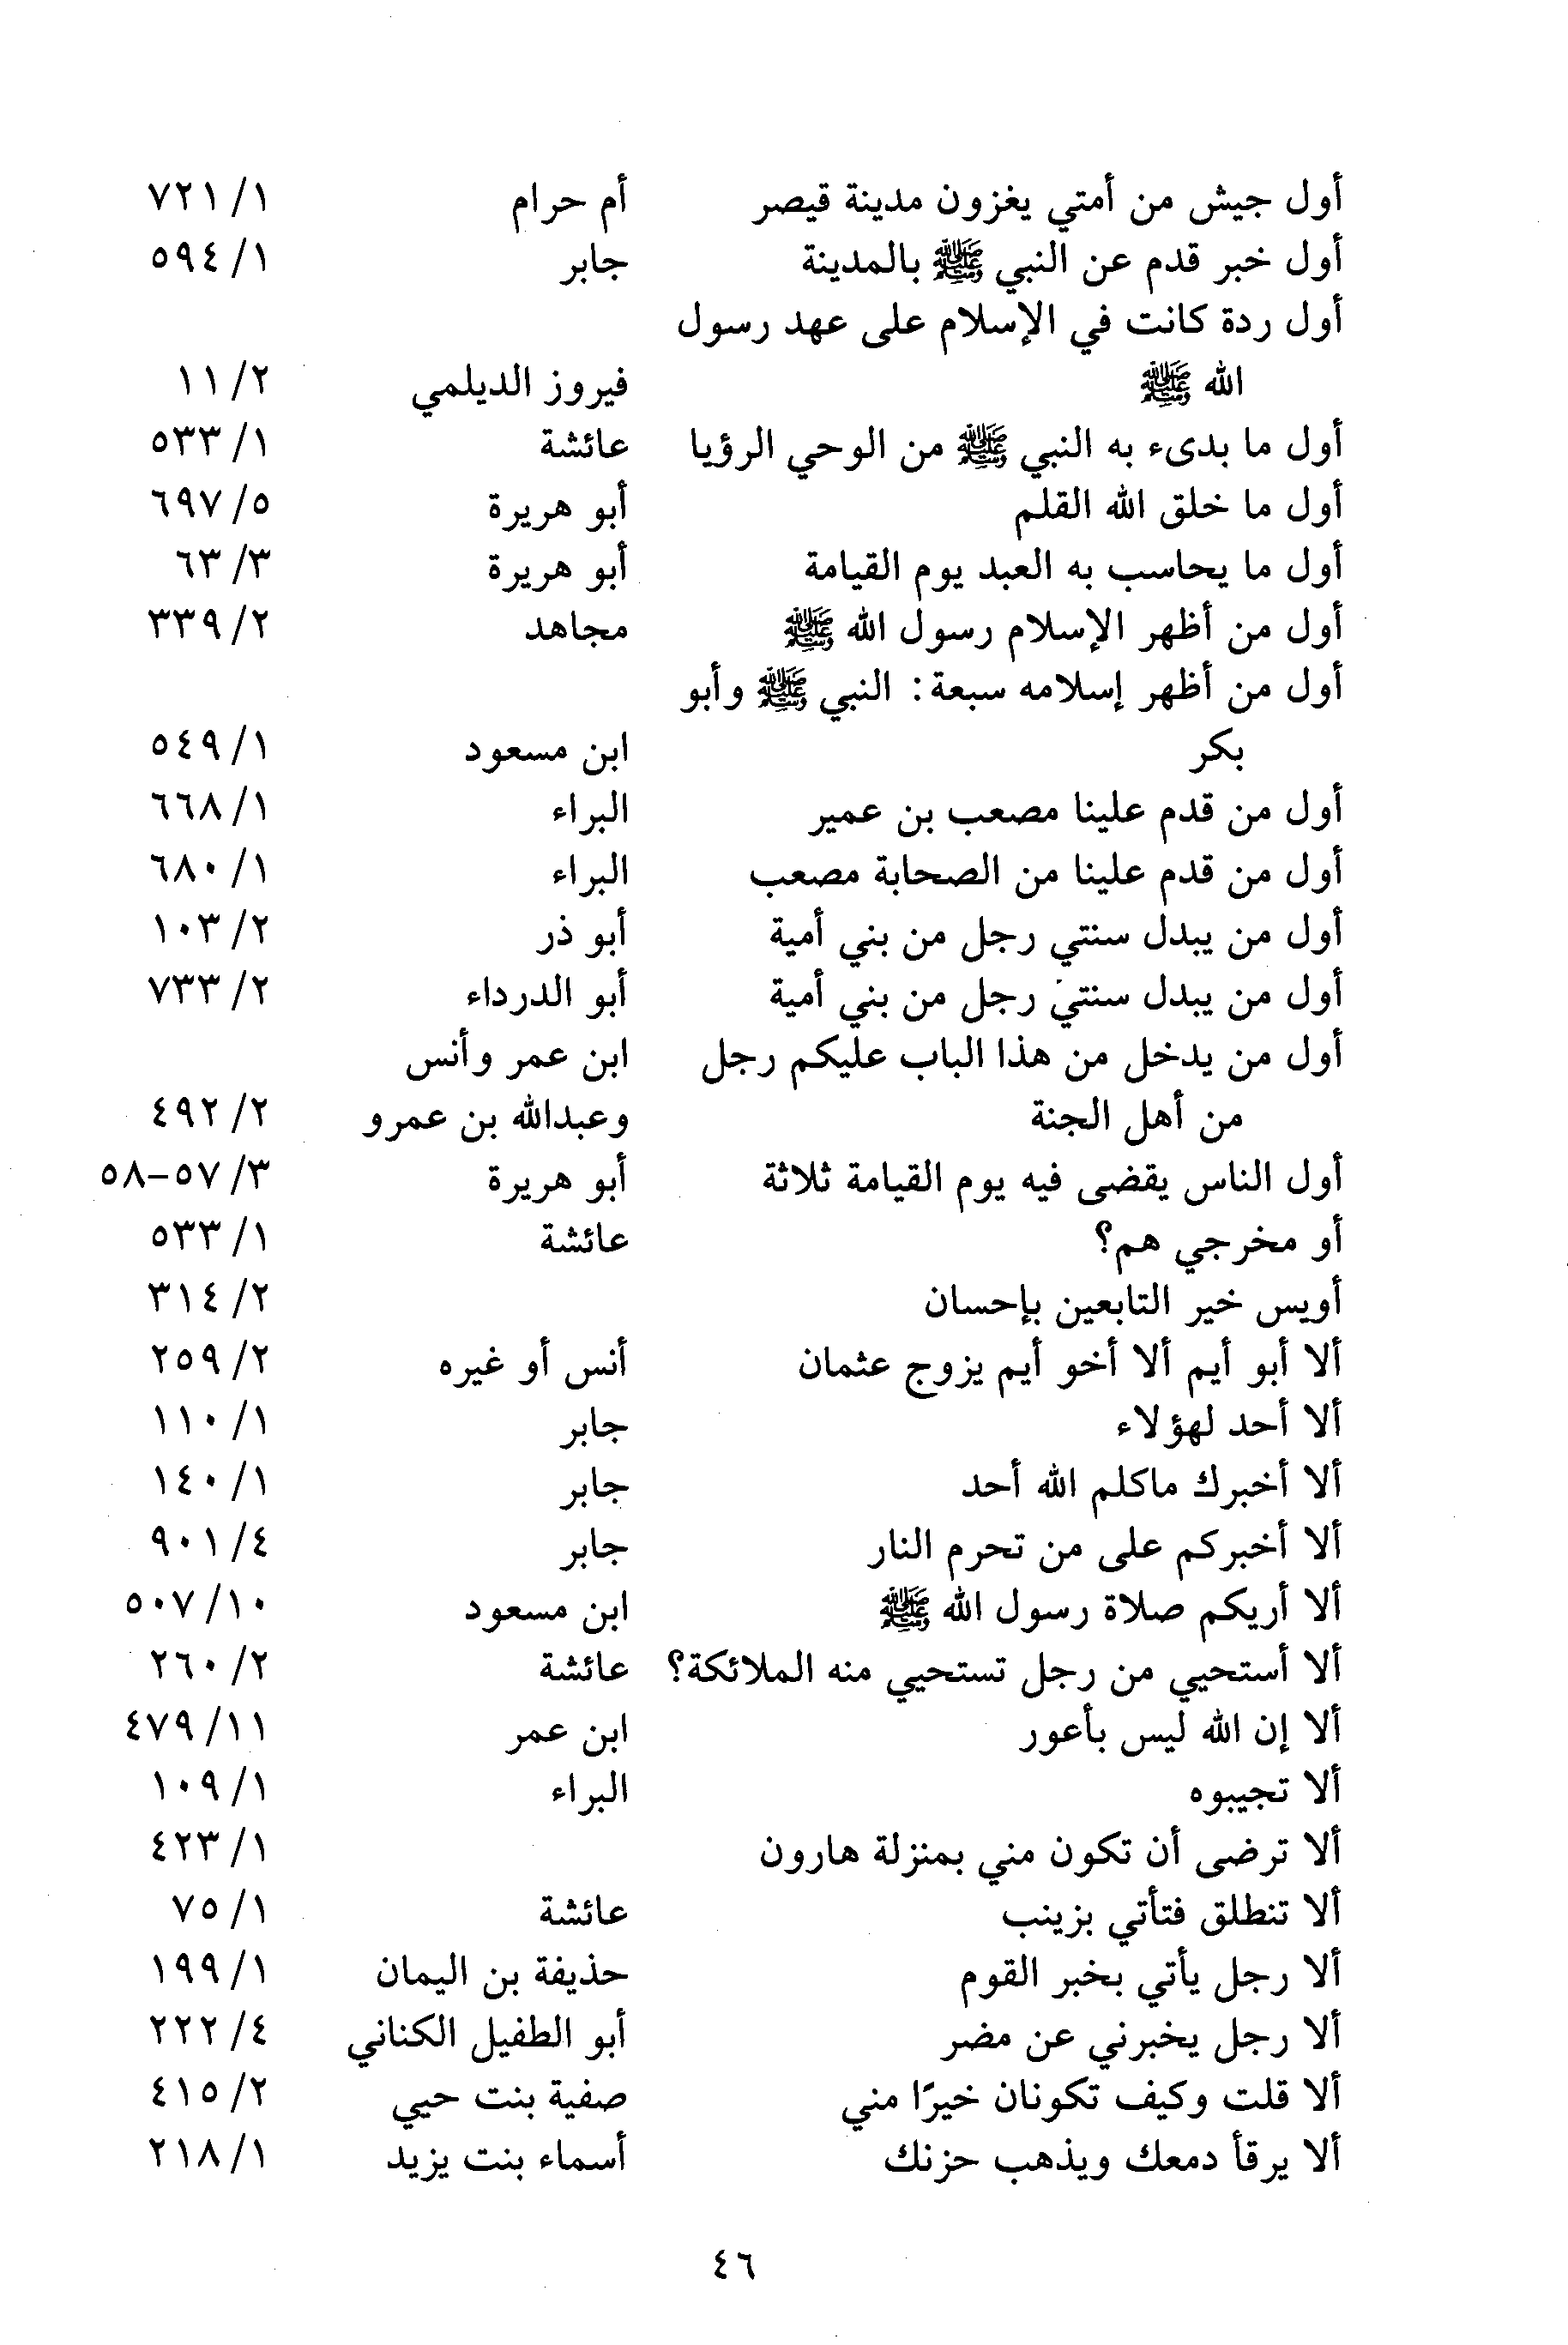 أول جيش من أمتي يغزون مدينة قيصر أم حرام ١/ ٧٢١
أول خبر قدم عن النبي ﷺ بالمدينة جابر ١/ ٥٩٤
أول ردة كانت في الإسلام على عهد رسول
الله ﷺ فيروز الديلمي ٢/ ١١
أول ما بدىء به النبي ﷺ من الوحي الرؤيا عائشة ١/ ٥٣٣
أول ما خلق الله القلم أبو هريرة ٥/ ٦٩٧
أول ما يحاسب به العبد يوم القيامة أبو هريرة ٣/ ٦٣
أول من أظهر الإسلام رسول الله ﷺ مجاهد ٢/ ٣٣٩
أول من أظهر إسلامه سبعة: النبي ﷺ وأبو
بكر ابن مسعود ١/ ٥٤٩
أول من قدم علينا مصعب بن عمير البراء ١/ ٦٦٨
أول من قدم علينا من الصحابة مصعب البراء ١/ ٦٨٠
أول من يبدل سنتي رجل من بني أمية أبو ذر ٢/ ١٠٣
أول من يبدل سنتي رجل من بني أمية أبو الدرداء ٢/ ٧٣٣
أول من يدخل من هذا الباب عليكم رجل ابن عمر وأنس
من أهل الجنة وعبدالله بن عمرو ٢/ ٤٩٢
أول الناس يقضى فيه يوم القيامة ثلاثة أبو هريرة ٣/ ٥٧-٥٨
أو مخرجي هم؟ عائشة ١/ ٥٣٣
أويس خير التابعين بإحسان ٢/ ٣١٤
ألا أبو أيم ألا أخو أيم يزوج عثمان أنس أو غيره ٢/ ٢٥٩
ألا أحد لهؤلاء جابر ١/ ١١٠
ألا أخبرك ماكلم الله أحد جابر ١/ ١٤٠
ألا أخبركم على من تحرم النار جابر ٤/ ٩٠١
ألا أريكم صلاة رسول الله ﷺ ابن مسعود ١٠/ ٥٠٧
ألا أستحيي من رجل تستحيي منه الملائكة؟ عائشة ٢/ ٢٦٠
ألا إن الله ليس بأعور ابن عمر ١١/ ٤٧٩
ألا تجيبوه البراء ١/ ١٠٩
ألا ترضى أن تكون مني بمنزلة هارون ١/ ٤٢٣
ألا تنطلق فتأتي بزينب عائشة ١/ ٧٥
ألا رجل يأتي بخبر القوم حذيفة بن اليمان ١/ ١٩٩
ألا رجل يخبرني عن مضر أبو الطفيل الكناني ٤/ ٢٢٢
ألا قلت وكيف تكونان خيرًا مني صفية بنت حيي ٢/ ٤١٥
ألا يرقأ دمعك ويذهب حزنك أسماء بنت يزيد ١/ ٢١٨
٤٦